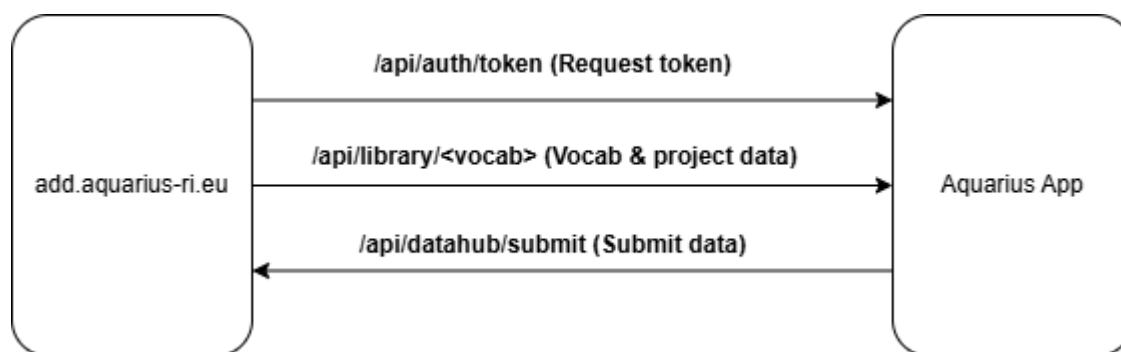 /api/auth/token (Request token)
/api/library/<vocab> (Vocab & project data)
add.aquarius-ri.eu
Aquarius App
/api/datahub/submit (Submit data)